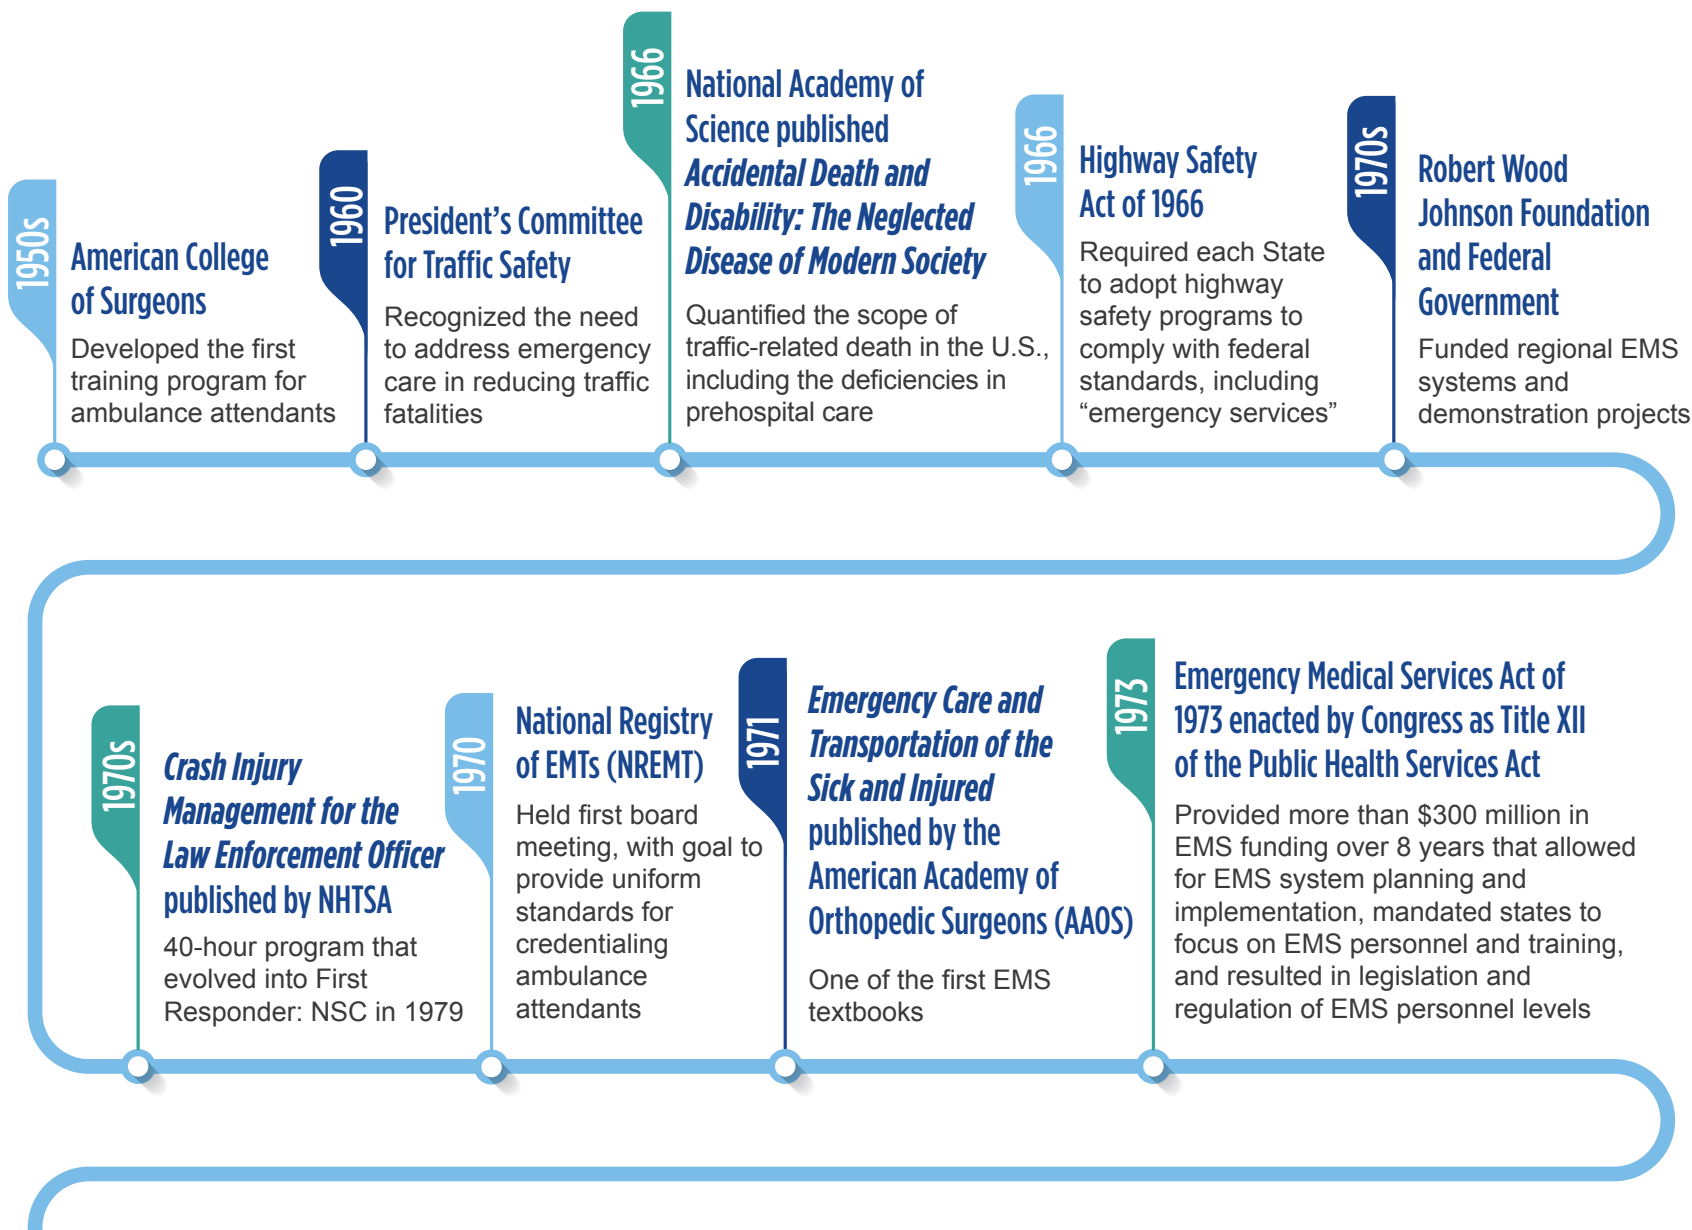 1950s
American College
of Surgeons
Developed the first
training program for
ambulance attendants
1960
President’s Committee
for Traffic Safety
Recognized the need
to address emergency
care in reducing traffic
fatalities
1966
National Academy of
Science published
Accidental Death and
Disability: The Neglected
Disease of Modern Society
Quantified the scope of
traffic-related death in the U.S.,
including the deficiencies in
prehospital care
1966
Highway Safety
Act of 1966
Required each State
to adopt highway
safety programs to
comply with federal
standards, including
“emergency services”
1970s
Robert Wood
Johnson Foundation
and Federal
Government
Funded regional EMS
systems and
demonstration projects
1970s
Crash Injury
Management for the
Law Enforcement Officer
published by NHTSA
40-hour program that
evolved into First
Responder: NSC in 1979
1970
National Registry
of EMTs (NREMT)
Held first board
meeting, with goal to
provide uniform
standards for
credentialing
ambulance
attendants
1971
Emergency Care and
Transportation of the
Sick and Injured
published by the
American Academy of
Orthopedic Surgeons (AAOS)
One of the first EMS
textbooks
1973
Emergency Medical Services Act of
1973 enacted by Congress as Title XII
of the Public Health Services Act
Provided more than $300 million in
EMS funding over 8 years that allowed
for EMS system planning and
implementation, mandated states to
focus on EMS personnel and training,
and resulted in legislation and
regulation of EMS personnel levels